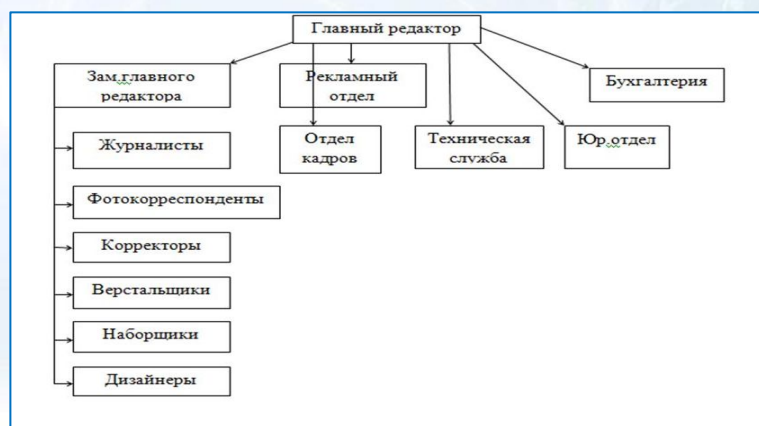 Главный редактор
Зам.главного
редактора
Рекламный
отдел
Бухгалтерия
Журналисты
Отдел
кадров
Техническая
служба
Юр.отдел
Фотокорреспонденты
Корректоры
Верстальщики
Наборщики
Дизайнеры